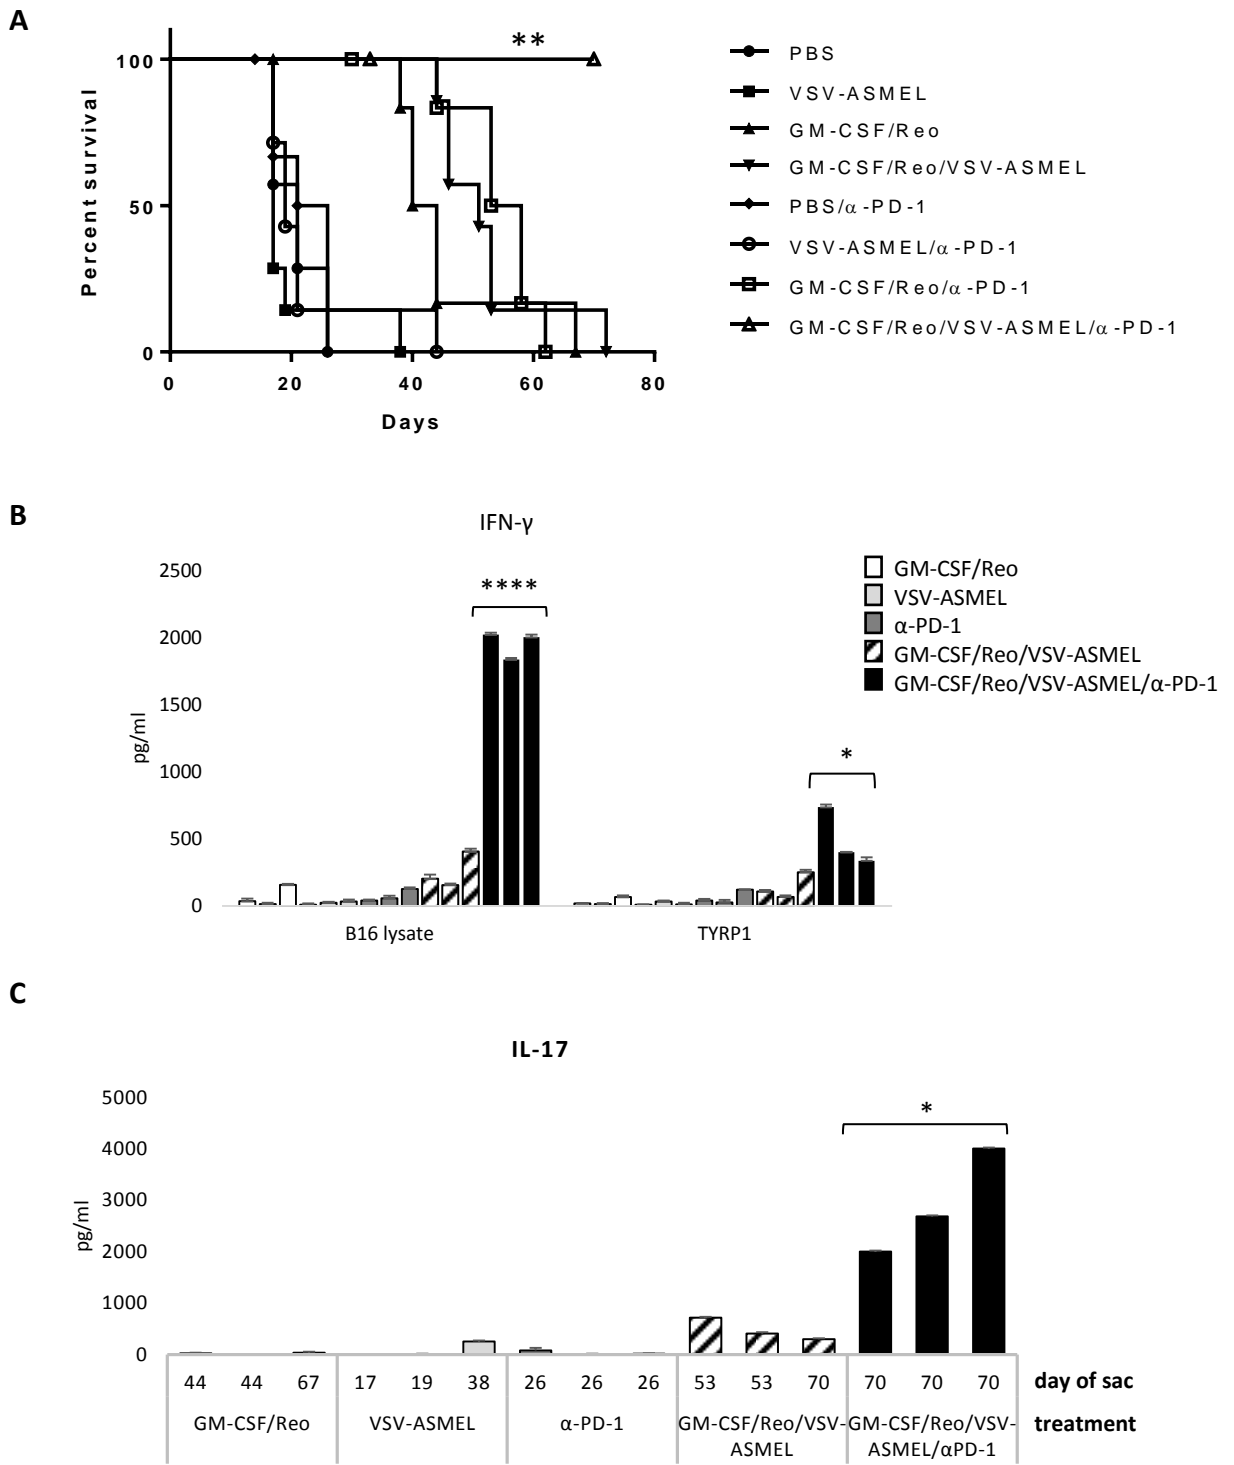 A
**
100
50
0
Percent survival
0 20 40 60 80
Days
PBS
VSV-ASMEL
GM-CSF/Reo
GM-CSF/Reo/VSV-ASMEL
PBS/α-PD-1
VSV-ASMEL/α-PD-1
GM-CSF/Reo/α-PD-1
GM-CSF/Reo/VSV-ASMEL/α-PD-1
B
IFN-γ
2500
2000
1500
1000
500
0
pg/ml
****
*
B16 lysate TYRP1
GM-CSF/Reo
VSV-ASMEL
α-PD-1
GM-CSF/Reo/VSV-ASMEL
GM-CSF/Reo/VSV-ASMEL/α-PD-1
C
IL-17
5000
4000
3000
2000
1000
0
pg/ml
*
44 44 67 17 19 38 26 26 26 53 53 70 70 70 70 day of sac
GM-CSF/Reo VSV-ASMEL α-PD-1 GM-CSF/Reo/VSV- GM-CSF/Reo/VSV- treatment
ASMEL ASMEL/αPD-1